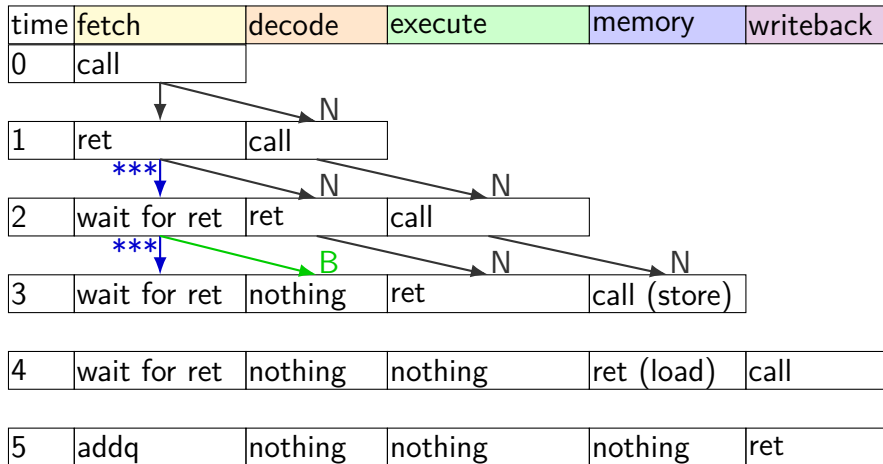 time fetch decode execute memory writeback
0 call
N
1 ret call
*** N N
2 wait for ret ret call
*** B N N
3 wait for ret nothing ret call (store)
4 wait for ret nothing nothing ret (load) call
5 addq nothing nothing nothing ret